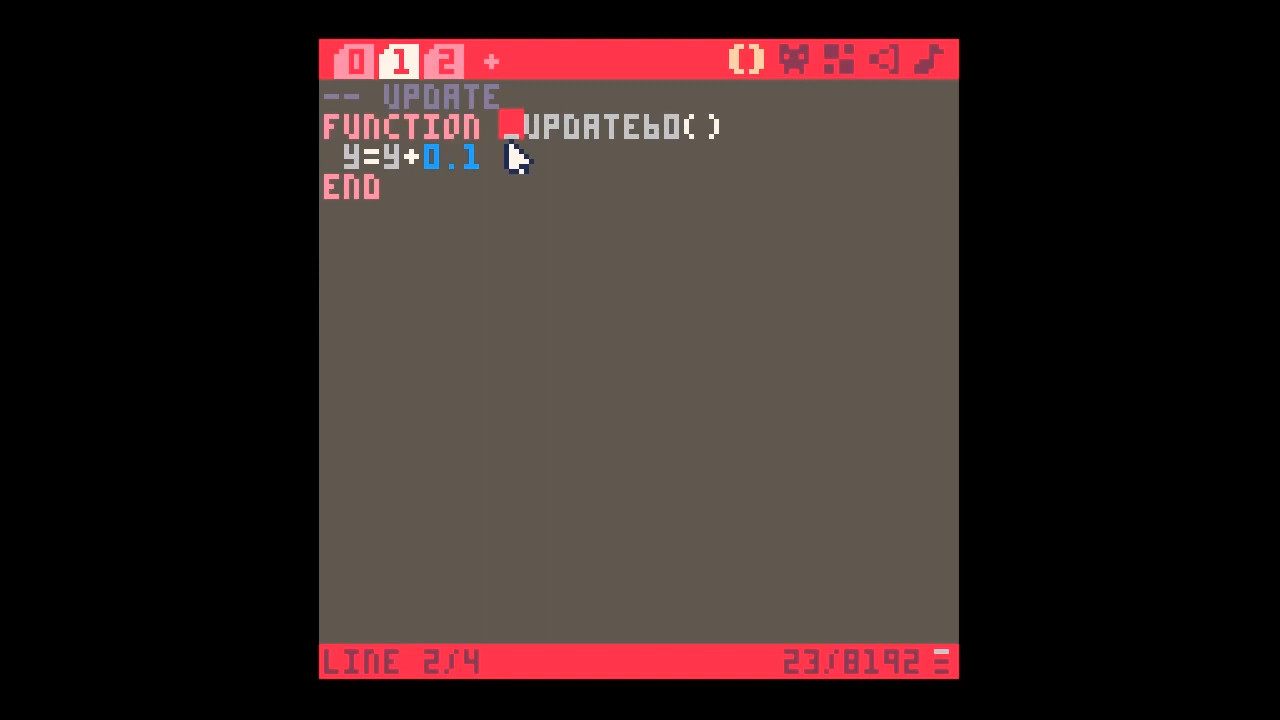 0 1 2 +
-- UPDATE
FUNCTION _UPDATE60()
 y=y+0.1
END
LINE 2/4 23/8192